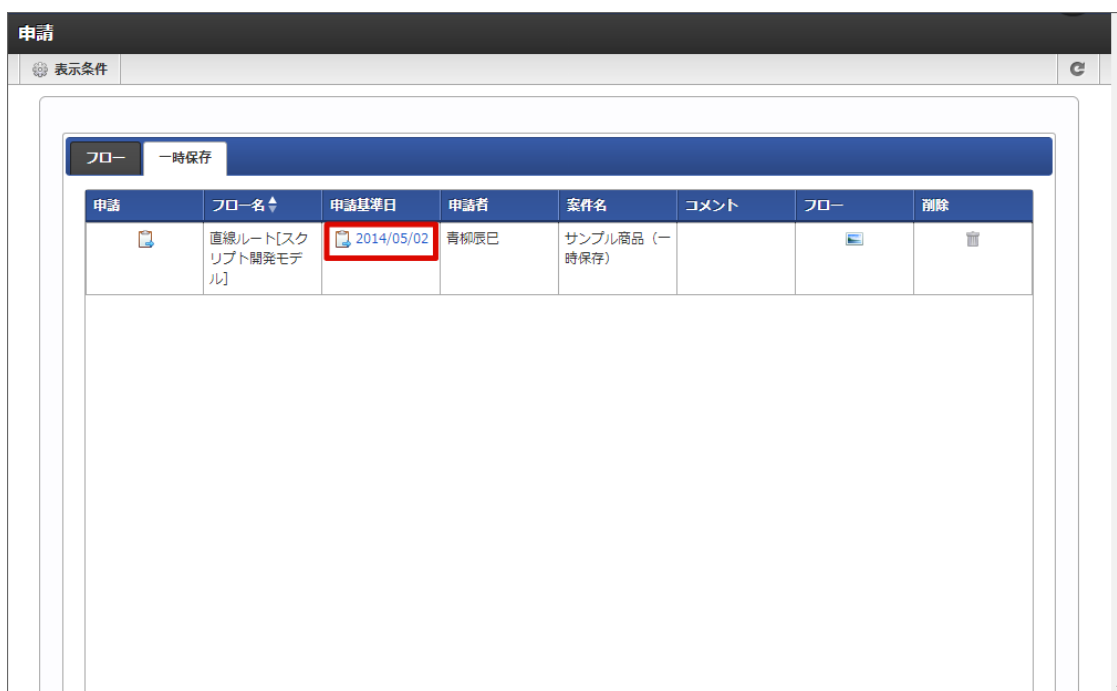 申請
表示条件
フロー 一時保存
申請 フロー名 申請基準日 申請者 案件名 コメント フロー 削除
直線ルート[スク 2014/05/02 青柳辰巳 サンプル商品（一
リプト開発モデ 時保存）
ル]